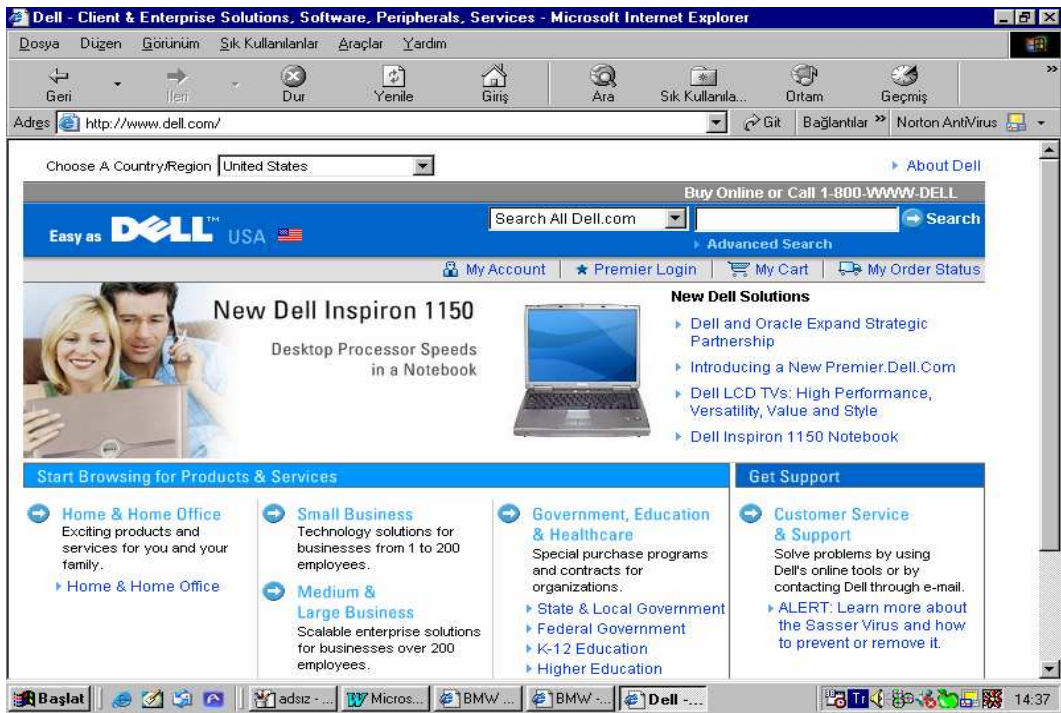 Dell - Client & Enterprise Solutions, Software, Peripherals, Services - Microsoft Internet Explorer
Dosya Düzen Görünüm Sık Kullanılanlar Araçlar Yardım
Geri İleri Dur Yenile Giriş Ara Sık Kullanıla... Ortam Geçmiş »
Adres http://www.dell.com/ Git Bağlantılar » Norton AntiVirus
Choose A Country/Region United States About Dell
Buy Online or Call 1-800-WWW-DELL
Easy as DELL™ USA Search All Dell.com Search
Advanced Search
My Account | Premier Login | My Cart | My Order Status
New Dell Inspiron 1150
Desktop Processor Speeds
in a Notebook
New Dell Solutions
Dell and Oracle Expand Strategic
Partnership
Introducing a New Premier.Dell.Com
Dell LCD TVs: High Performance,
Versatility, Value and Style
Dell Inspiron 1150 Notebook
Start Browsing for Products & Services
Home & Home Office
Exciting products and
services for you and your
family.
Home & Home Office
Small Business
Technology solutions for
businesses from 1 to 200
employees.
Medium &
Large Business
Scalable enterprise solutions
for businesses over 200
employees.
Government, Education
& Healthcare
Special purchase programs
and contracts for
organizations.
State & Local Government
Federal Government
K-12 Education
Higher Education
Get Support
Customer Service
& Support
Solve problems by using
Dell's online tools or by
contacting Dell through e-mail.
ALERT: Learn more about
the Sasser Virus and how
to prevent or remove it.
Başlat adsız - ... Micros... BMW ... BMW -... Dell -... Tr 14:37